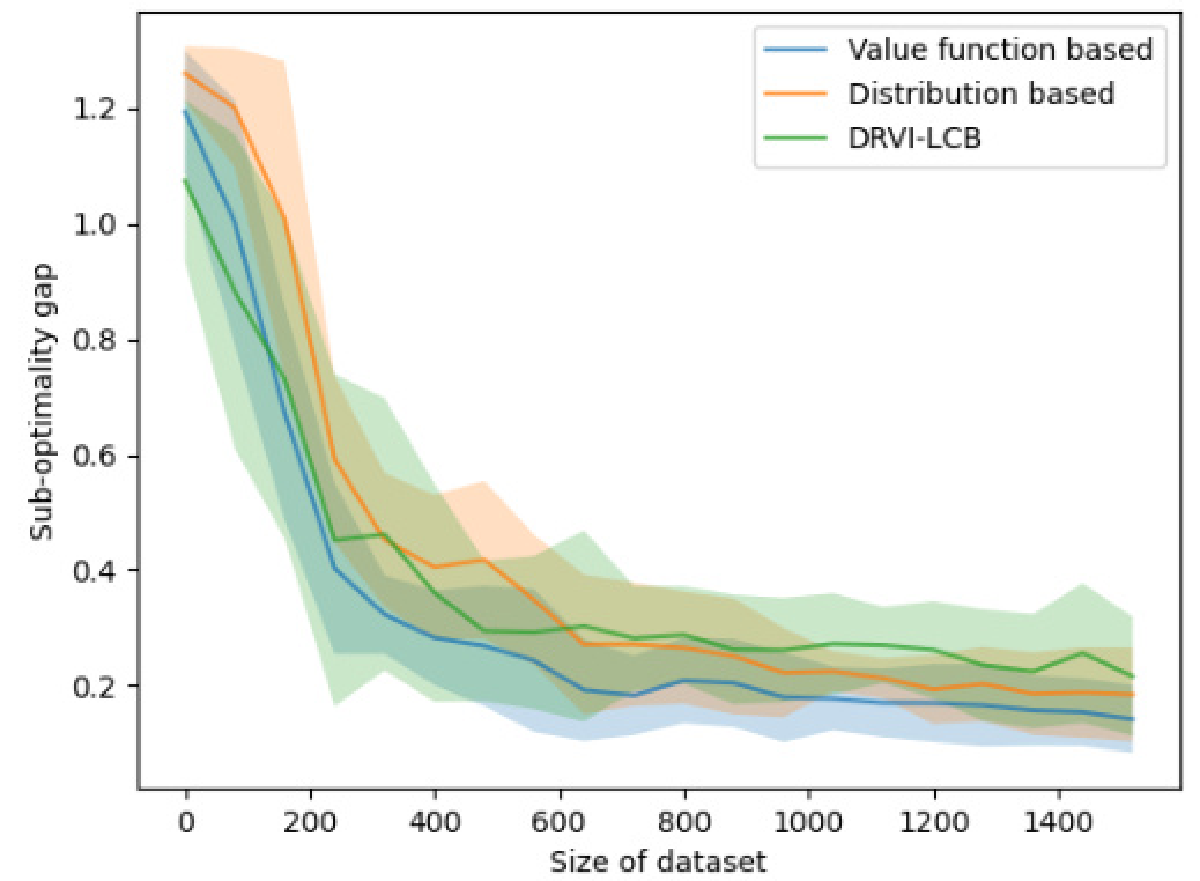 Value function based
Distribution based
DRVI-LCB
1.2
1.0
0.8
0.6
0.4
0.2
Sub-optimality gap
0 200 400 600 800 1000 1200 1400
Size of dataset